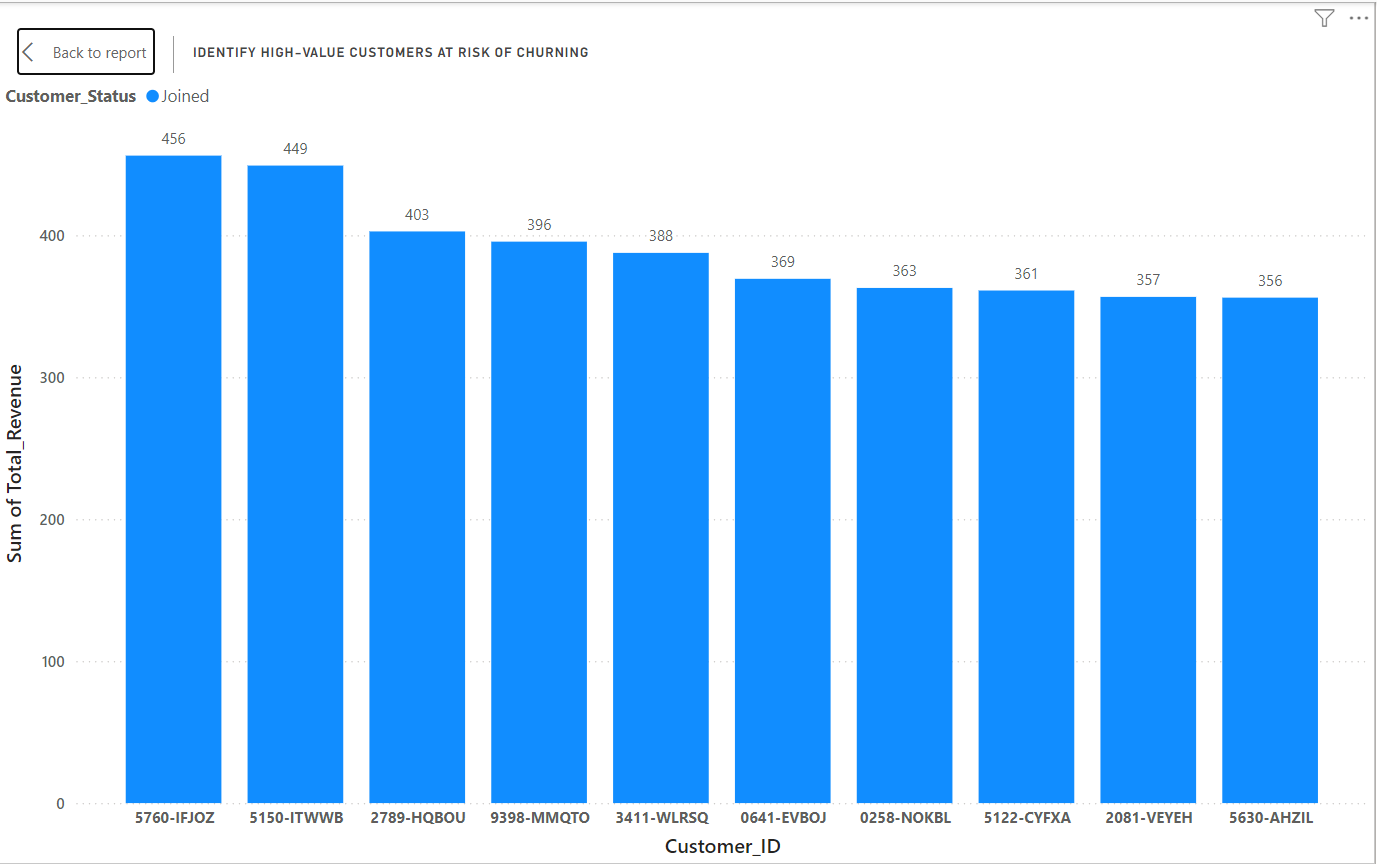 Back to report
IDENTIFY HIGH-VALUE CUSTOMERS AT RISK OF CHURNING
Customer_Status Joined
456 449 403 396 388 369 363 361 357 356
400
300
200
100
0
Sum of Total_Revenue
5760-IFJOZ 5150-ITWWB 2789-HQBOU 9398-MMQTO 3411-WLRSQ 0641-EVBOJ 0258-NOKBL 5122-CYFXA 2081-VEYEH 5630-AHZIL
Customer_ID